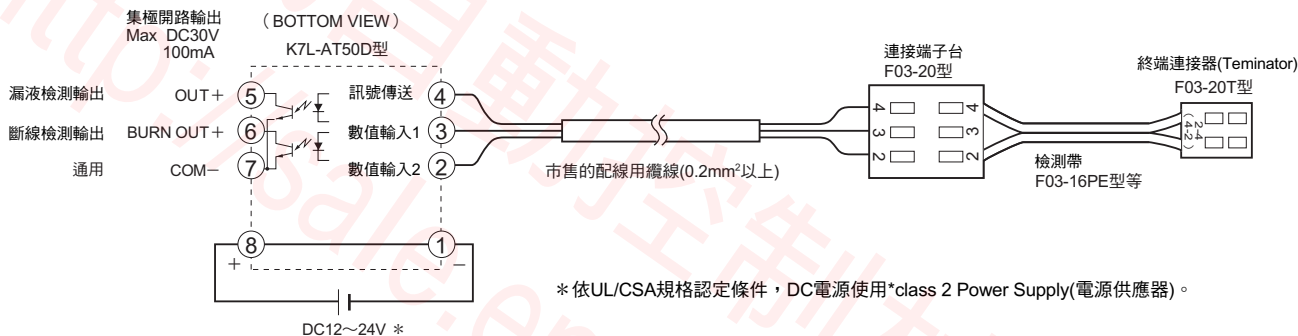 集極開路輸出
Max DC30V
100mA
（BOTTOM VIEW）
K7L-AT50D型
漏液檢測輸出
OUT＋
5
訊號傳送
4
斷線檢測輸出
BURN OUT＋
6
數值輸入1
3
通用
COM－
7
數值輸入2
2
8
1
＋
－
DC12～24V ＊
市售的配線用纜線(0.2mm²以上)
連接端子台
F03-20型
4
3
2
4
3
2
檢測帶
F03-16PE型等
終端連接器(Teminator)
F03-20T型
2-4
(4-2)
＊依UL/CSA規格認定條件，DC電源使用*class 2 Power Supply(電源供應器)。